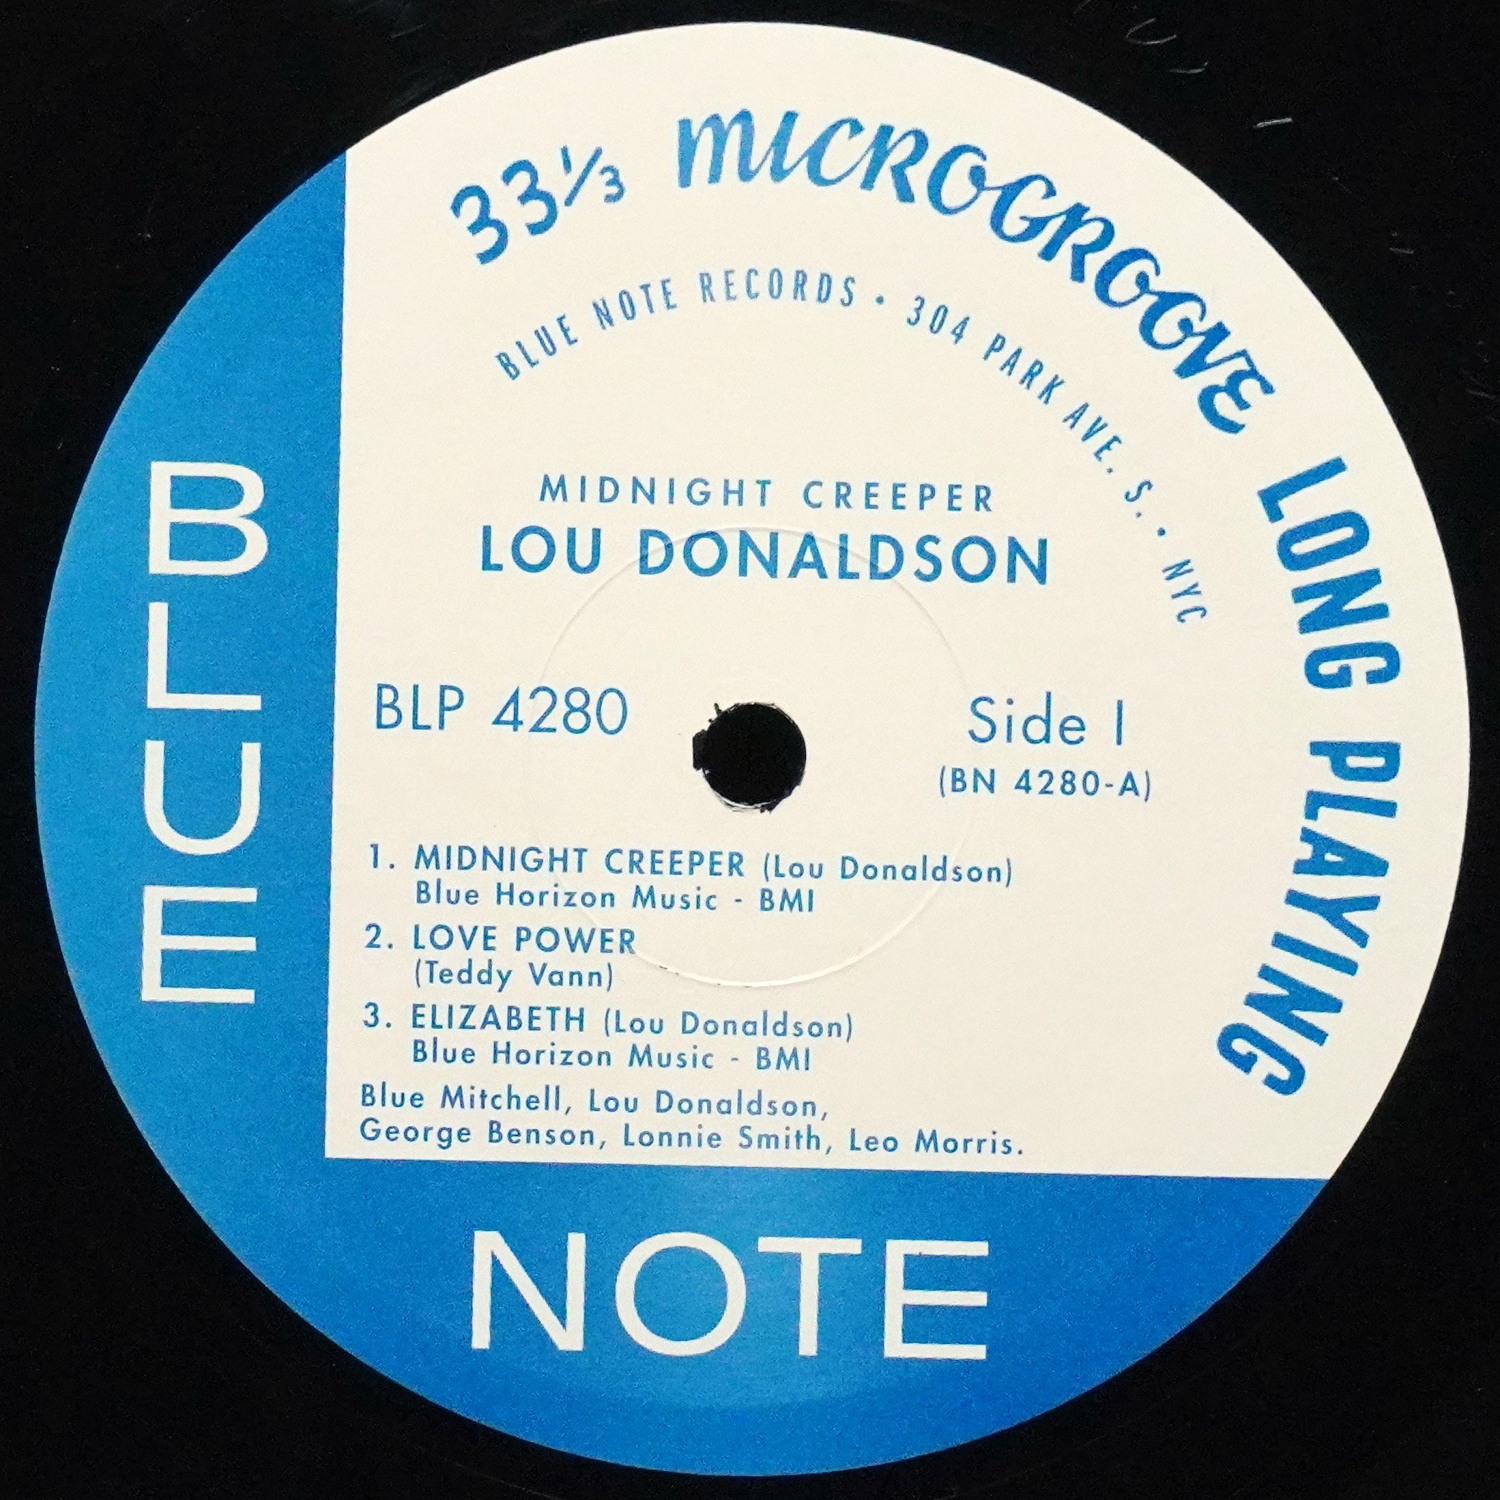 33⅓ MICROGROOVE LONG PLAYING
BLUE NOTE RECORDS • 304 PARK AVE. S. • NYC
MIDNIGHT CREEPER
LOU DONALDSON
BLP 4280
Side I
(BN 4280-A)
1. MIDNIGHT CREEPER (Lou Donaldson)
Blue Horizon Music - BMI
2. LOVE POWER
(Teddy Vann)
3. ELIZABETH (Lou Donaldson)
Blue Horizon Music - BMI
Blue Mitchell, Lou Donaldson,
George Benson, Lonnie Smith, Leo Morris.
BLUE
NOTE